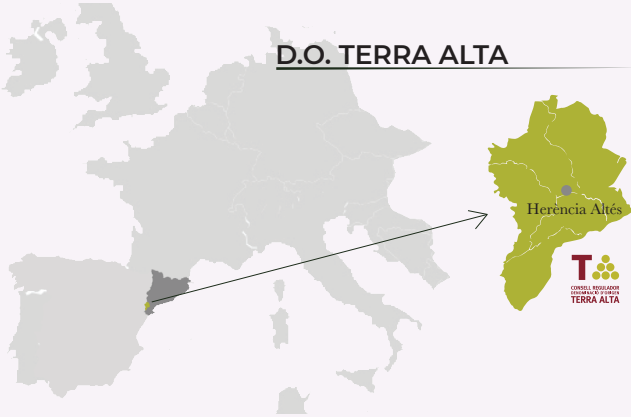 D.O. TERRA ALTA
Herència Altés
T
CONSELL REGULADOR
DENOMINACIÓ D'ORIGEN
TERRA ALTA